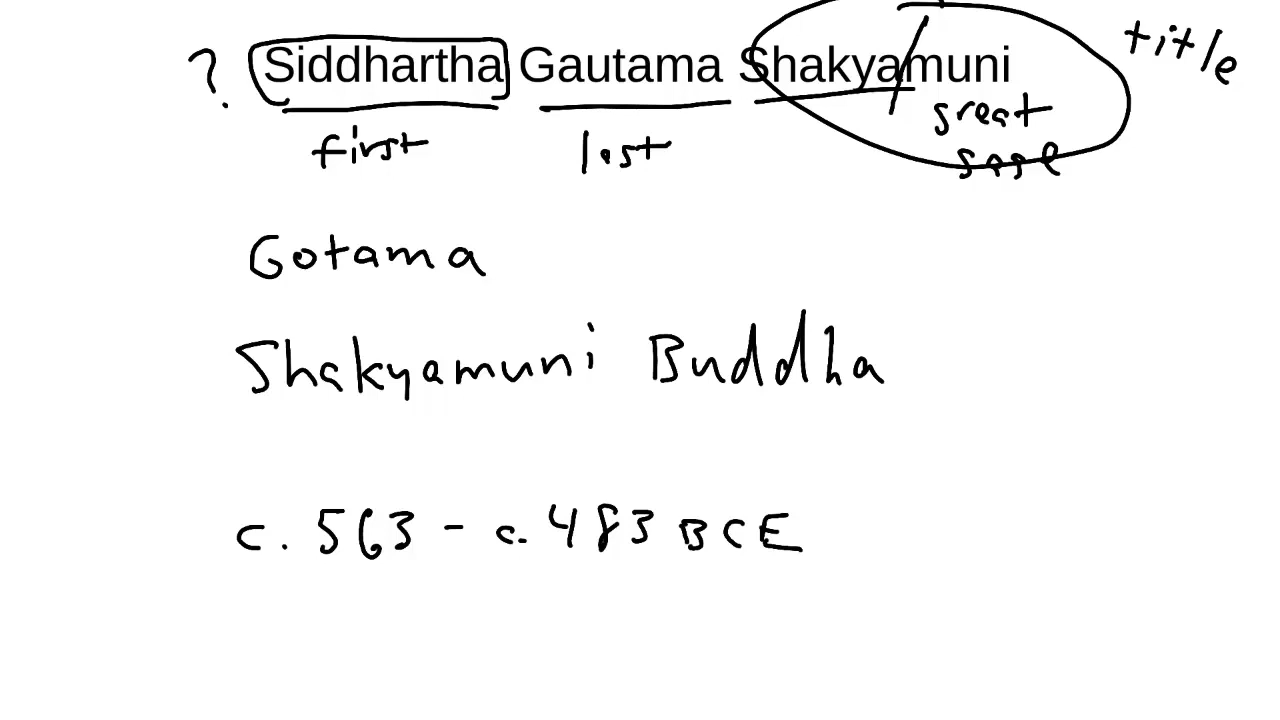 ? Siddhartha Gautama Shakyamuni title
first last great
sage
Gotama
Shakyamuni Buddha
c. 563 - c. 483 BCE